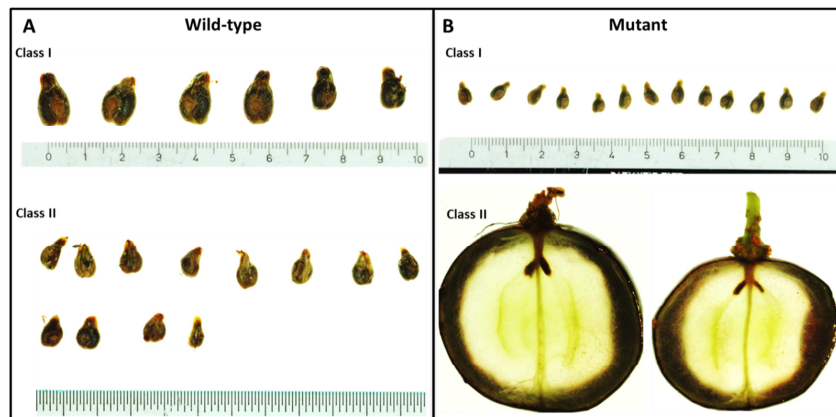 A
Wild-type
Class I
0 1 2 3 4 5 6 7 8 9 10
Class II
B
Mutant
Class I
0 1 2 3 4 5 6 7 8 9 10
Class II